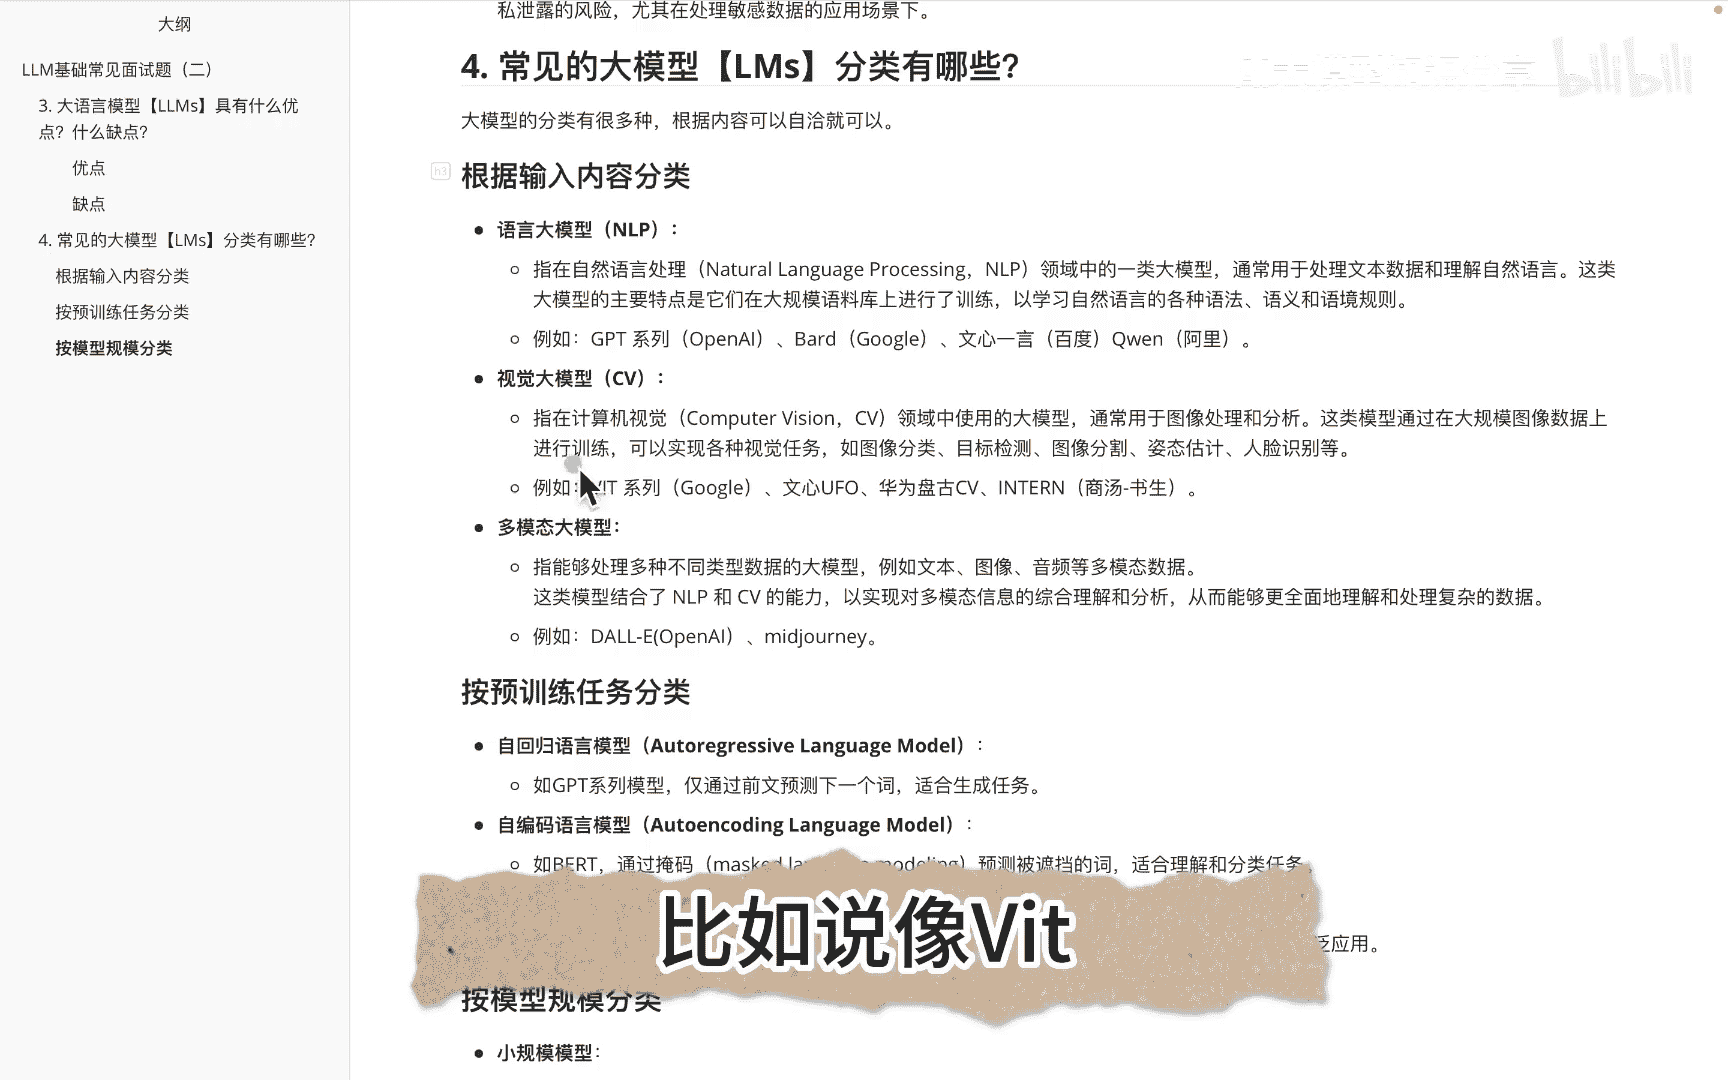 大纲
LLM基础常见面试题（二）
3. 大语言模型【LLMs】具有什么优
点？什么缺点？
优点
缺点
4. 常见的大模型【LMs】分类有哪些？
根据输入内容分类
按预训练任务分类
按模型规模分类
私泄露的风险，尤其在处理敏感数据的应用场景下。
4. 常见的大模型【LMs】分类有哪些？
bilibili
大模型的分类有很多种，根据内容可以自洽就可以。
h3
根据输入内容分类
语言大模型（NLP）：
指在自然语言处理（Natural Language Processing，NLP）领域中的一类大模型，通常用于处理文本数据和理解自然语言。这类
大模型的主要特点是它们在大规模语料库上进行了训练，以学习自然语言的各种语法、语义和语境规则。
例如：GPT 系列（OpenAI）、Bard（Google）、文心一言（百度）Qwen（阿里）。
视觉大模型（CV）：
指在计算机视觉（Computer Vision，CV）领域中使用的大模型，通常用于图像处理和分析。这类模型通过在大规模图像数据上
进行训练，可以实现各种视觉任务，如图像分类、目标检测、图像分割、姿态估计、人脸识别等。
例如：VIT 系列（Google）、文心UFO、华为盘古CV、INTERN（商汤-书生）。
多模态大模型：
指能够处理多种不同类型数据的大模型，例如文本、图像、音频等多模态数据。
这类模型结合了 NLP 和 CV 的能力，以实现对多模态信息的综合理解和分析，从而能够更全面地理解和处理复杂的数据。
例如：DALL-E(OpenAI）、midjourney。
按预训练任务分类
自回归语言模型（Autoregressive Language Model）：
如GPT系列模型，仅通过前文预测下一个词，适合生成任务。
自编码语言模型（Autoencoding Language Model）：
如BERT，通过掩码（masked language modeling）预测被遮挡的词，适合理解和分类任务。
比如说像Vit
泛应用。
按模型规模分类
小规模模型：